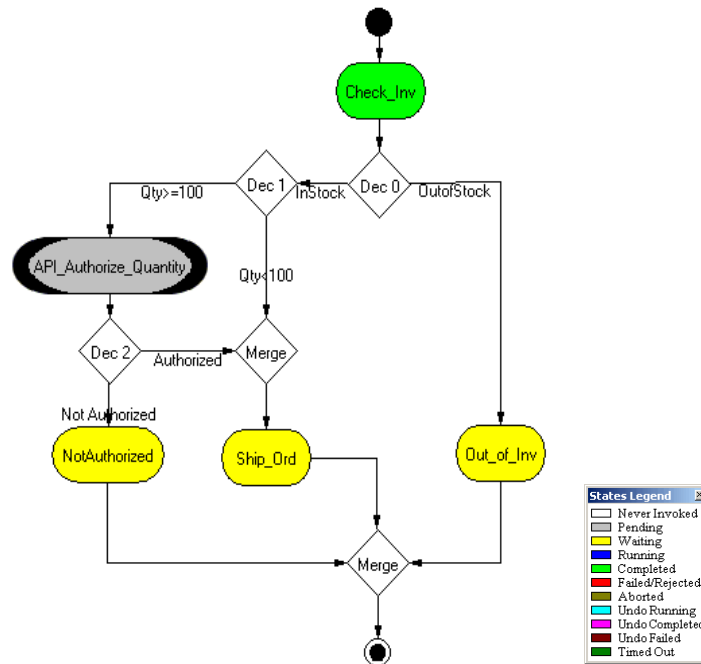 Check_Inv
Dec 1
Dec 0
Qty>=100
InStock
OutofStock
API_Authorize_Quantity
Qty<100
Dec 2
Authorized
Merge
Not Authorized
NotAuthorized
Ship_Ord
Out_of_Inv
Merge
States Legend
Never Invoked
Pending
Waiting
Running
Completed
Failed/Rejected
Aborted
Undo Running
Undo Completed
Undo Failed
Timed Out